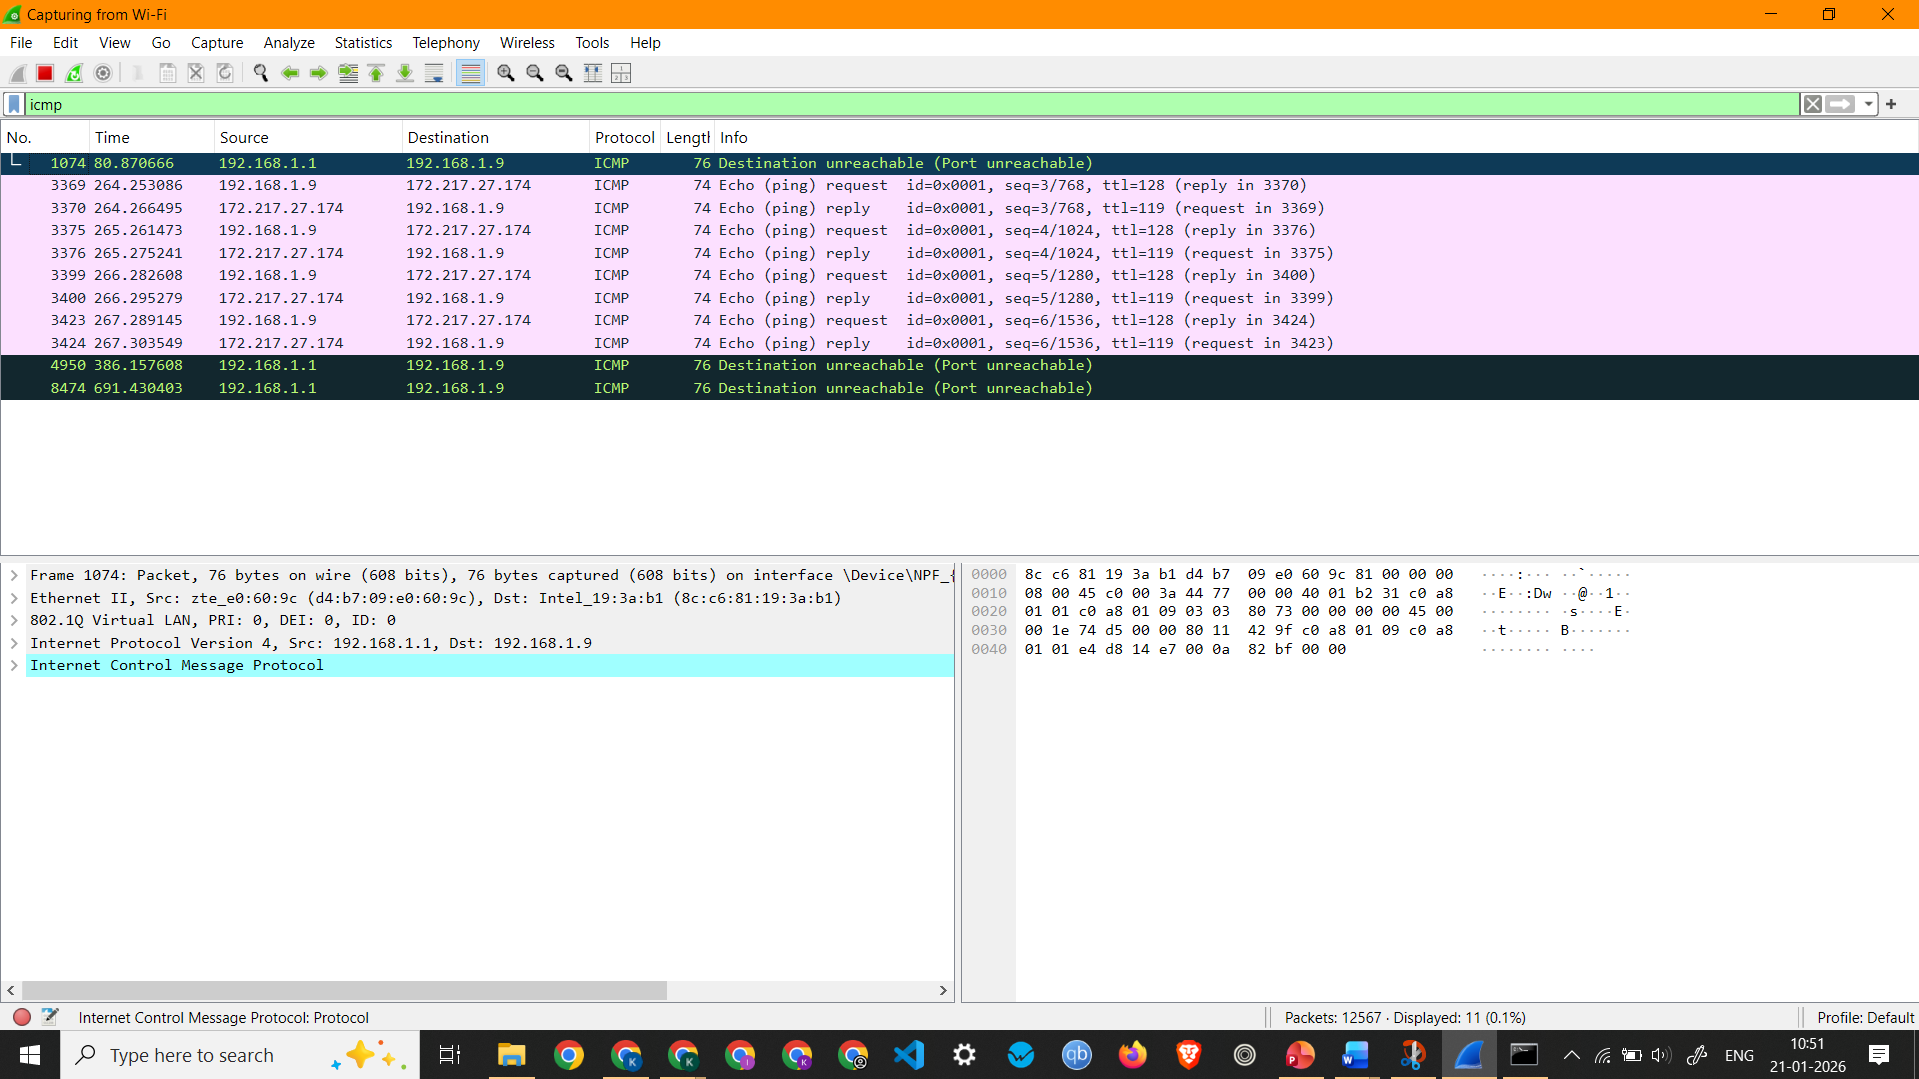 Capturing from Wi-Fi
File Edit View Go Capture Analyze Statistics Telephony Wireless Tools Help
icmp
No. Time Source Destination Protocol Length Info
1074 80.870666 192.168.1.1 192.168.1.9 ICMP 76 Destination unreachable (Port unreachable)
3369 264.253086 192.168.1.9 172.217.27.174 ICMP 74 Echo (ping) request id=0x0001, seq=3/768, ttl=128 (reply in 3370)
3370 264.266495 172.217.27.174 192.168.1.9 ICMP 74 Echo (ping) reply id=0x0001, seq=3/768, ttl=119 (request in 3369)
3375 265.261473 192.168.1.9 172.217.27.174 ICMP 74 Echo (ping) request id=0x0001, seq=4/1024, ttl=128 (reply in 3376)
3376 265.275241 172.217.27.174 192.168.1.9 ICMP 74 Echo (ping) reply id=0x0001, seq=4/1024, ttl=119 (request in 3375)
3399 266.282608 192.168.1.9 172.217.27.174 ICMP 74 Echo (ping) request id=0x0001, seq=5/1280, ttl=128 (reply in 3400)
3400 266.295279 172.217.27.174 192.168.1.9 ICMP 74 Echo (ping) reply id=0x0001, seq=5/1280, ttl=119 (request in 3399)
3423 267.289145 192.168.1.9 172.217.27.174 ICMP 74 Echo (ping) request id=0x0001, seq=6/1536, ttl=128 (reply in 3424)
3424 267.303549 172.217.27.174 192.168.1.9 ICMP 74 Echo (ping) reply id=0x0001, seq=6/1536, ttl=119 (request in 3423)
4950 386.157608 192.168.1.1 192.168.1.9 ICMP 76 Destination unreachable (Port unreachable)
8474 691.430403 192.168.1.1 192.168.1.9 ICMP 76 Destination unreachable (Port unreachable)
Frame 1074: Packet, 76 bytes on wire (608 bits), 76 bytes captured (608 bits) on interface \Device\NPF_{
Ethernet II, Src: zte_e0:60:9c (d4:b7:09:e0:60:9c), Dst: Intel_19:3a:b1 (8c:c6:81:19:3a:b1)
802.1Q Virtual LAN, PRI: 0, DEI: 0, ID: 0
Internet Protocol Version 4, Src: 192.168.1.1, Dst: 192.168.1.9
Internet Control Message Protocol
0000 8c c6 81 19 3a b1 d4 b7 09 e0 60 9c 81 00 00 00 ····:··· ··`·····
0010 08 00 45 c0 00 3a 44 77 00 00 40 01 b2 31 c0 a8 ··E··:Dw ··@··1··
0020 01 01 c0 a8 01 09 03 03 80 73 00 00 00 00 45 00 ········ ·s····E·
0030 00 1e 74 d5 00 00 80 11 42 9f c0 a8 01 09 c0 a8 ··t····· B·······
0040 01 01 e4 d8 14 e7 00 0a 82 bf 00 00 ········ ····
Internet Control Message Protocol: Protocol
Packets: 12567 · Displayed: 11 (0.1%)
Profile: Default
Type here to search
ENG
10:51
21-01-2026